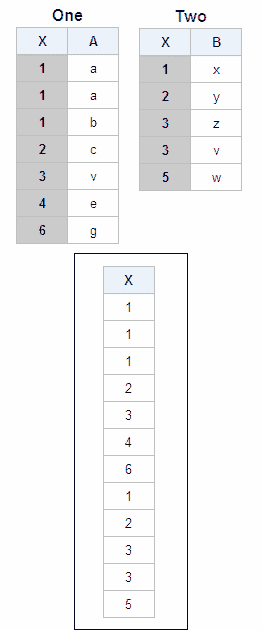 One Two
X A X B
1 a 1 x
1 a 2 y
1 b 3 z
2 c 3 v
3 v 5 w
4 e
6 g
X
1
1
1
2
3
4
6
1
2
3
3
5